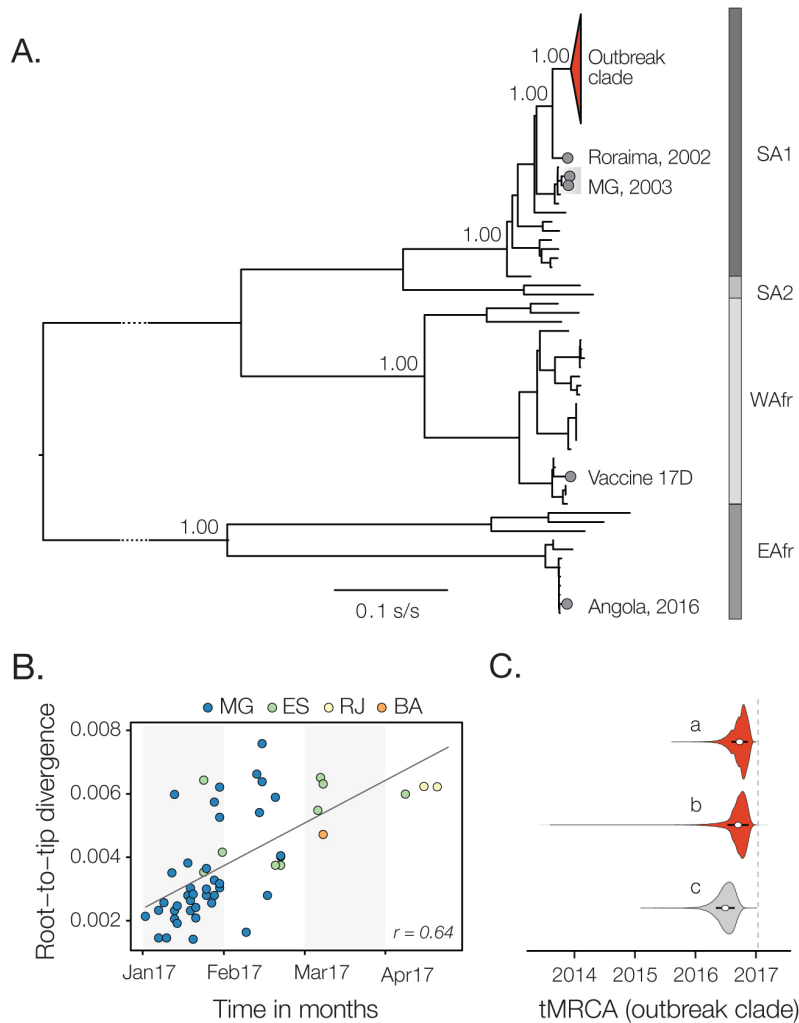 A.
1.00
Outbreak
clade
1.00
Roraima, 2002
SA1
MG, 2003
1.00
SA2
1.00
WAfr
Vaccine 17D
1.00
EAfr
0.1 s/s
Angola, 2016
B.
C.
MG ES RJ BA
Root-to-tip divergence
0.008
0.006
0.004
0.002
r = 0.64
Jan17 Feb17 Mar17 Apr17
Time in months
a
b
c
2014 2015 2016 2017
tMRCA (outbreak clade)